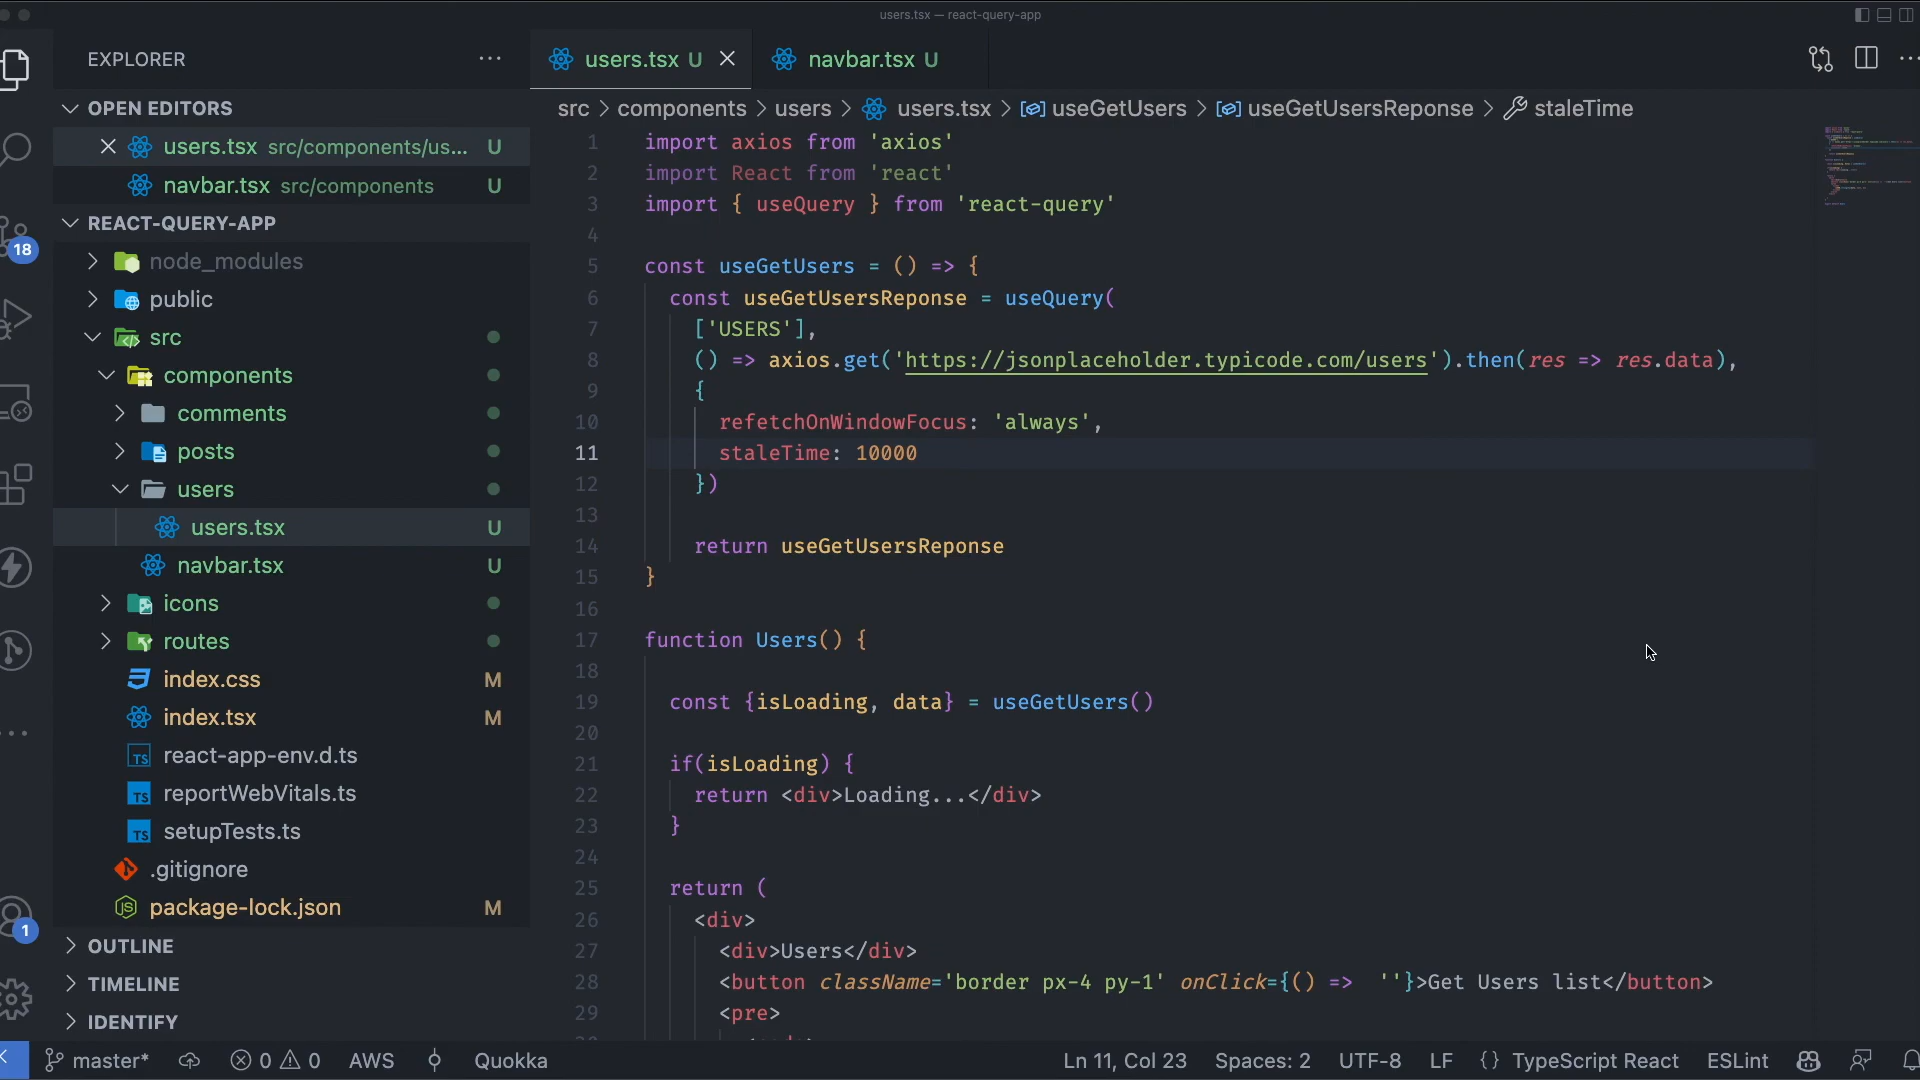 users.tsx — react-query-app
EXPLORER
OPEN EDITORS
users.tsx src/components/us... U
navbar.tsx src/components U
REACT-QUERY-APP
node_modules
public
src
components
comments
posts
users
users.tsx U
navbar.tsx U
icons
routes
index.css M
index.tsx M
react-app-env.d.ts
reportWebVitals.ts
setupTests.ts
.gitignore
package-lock.json M
OUTLINE
TIMELINE
IDENTIFY
18
1
users.tsx U
navbar.tsx U
src > components > users > users.tsx > useGetUsers > useGetUsersReponse > staleTime
1 import axios from 'axios'
2 import React from 'react'
3 import { useQuery } from 'react-query'
4
5 const useGetUsers = () => {
6 const useGetUsersReponse = useQuery(
7 ['USERS'],
8 () => axios.get('https://jsonplaceholder.typicode.com/users').then(res => res.data),
9 {
10 refetchOnWindowFocus: 'always',
11 staleTime: 10000
12 })
13
14 return useGetUsersReponse
15 }
16
17 function Users() {
18
19 const {isLoading, data} = useGetUsers()
20
21 if(isLoading) {
22 return <div>Loading...</div>
23 }
24
25 return (
26 <div>
27 <div>Users</div>
28 <button className='border px-4 py-1' onClick={() => ''}>Get Users list</button>
29 <pre>
master* 0 0 AWS Quokka Ln 11, Col 23 Spaces: 2 UTF-8 LF {} TypeScript React ESLint